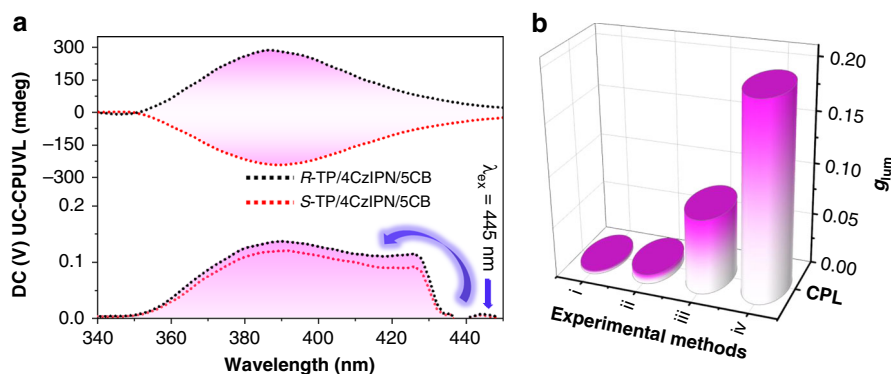 a
DC (V) UC-CPUVL (mdeg)
300
150
0
−150
−300
0.2
0.1
0.0
R-TP/4CzIPN/5CB
S-TP/4CzIPN/5CB
λex = 445 nm
340 360 380 400 420 440
Wavelength (nm)
b
0.20
0.15
0.10
0.05
0.00
glum
CPL
i ii iii iv
Experimental methods